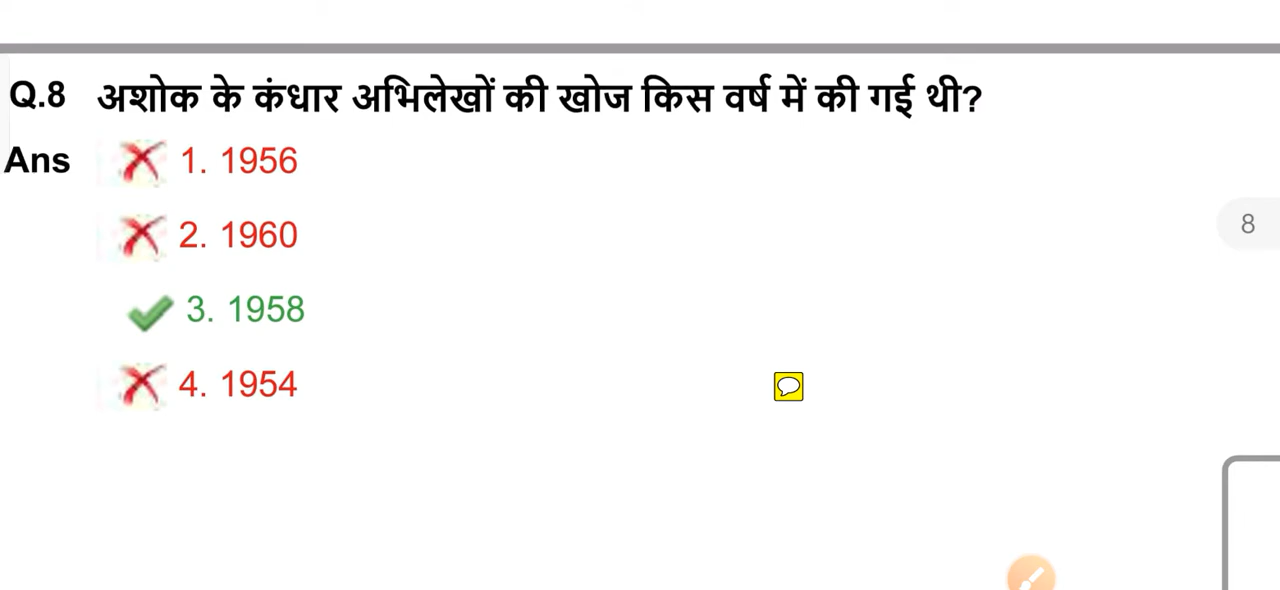 Q.8 अशोक के कंधार अभिलेखों की खोज किस वर्ष में की गई थी?
Ans 1. 1956
2. 1960
8
3. 1958
4. 1954